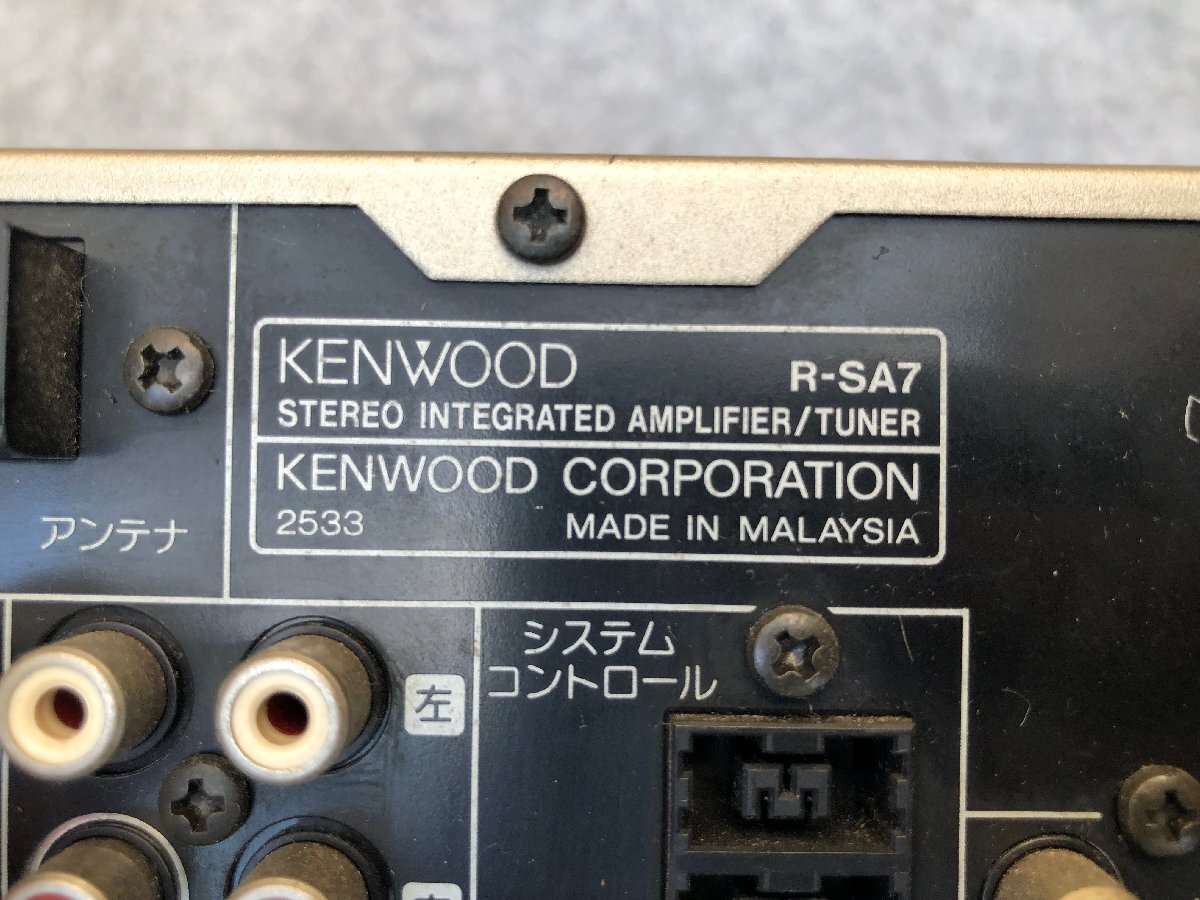 KENWOOD R-SA7
STEREO INTEGRATED AMPLIFIER/TUNER
KENWOOD CORPORATION
2533 MADE IN MALAYSIA
アンテナ
システム
コントロール
左